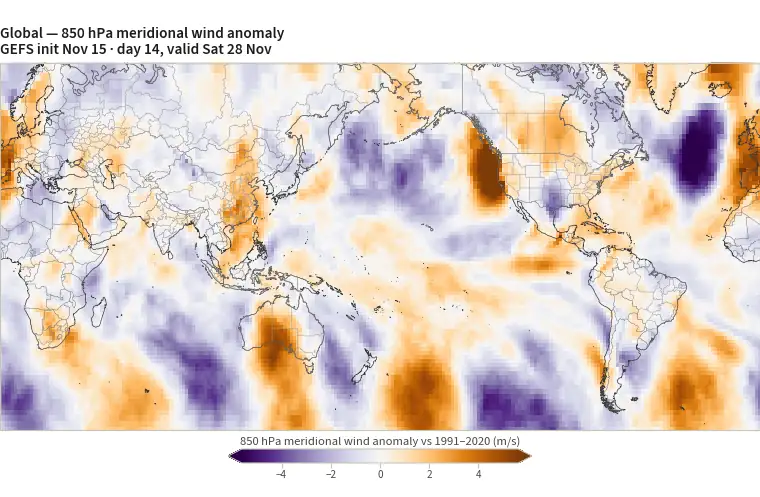 Global — 850 hPa meridional wind anomaly
GEFS init Nov 15 · day 14, valid Sat 28 Nov
850 hPa meridional wind anomaly vs 1991–2020 (m/s)
−4 −2 0 2 4